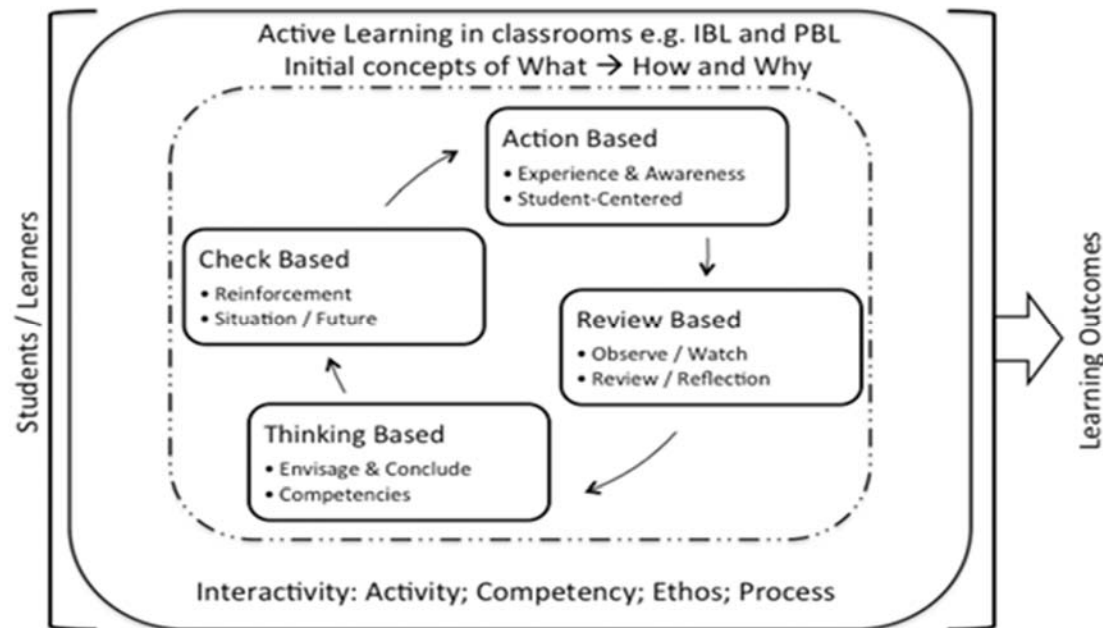 Active Learning in classrooms e.g. IBL and PBL
Initial concepts of What → How and Why
Action Based
• Experience & Awareness
• Student-Centered
Check Based
• Reinforcement
• Situation / Future
Review Based
• Observe / Watch
• Review / Reflection
Thinking Based
• Envisage & Conclude
• Competencies
Interactivity: Activity; Competency; Ethos; Process
Students / Learners
Learning Outcomes